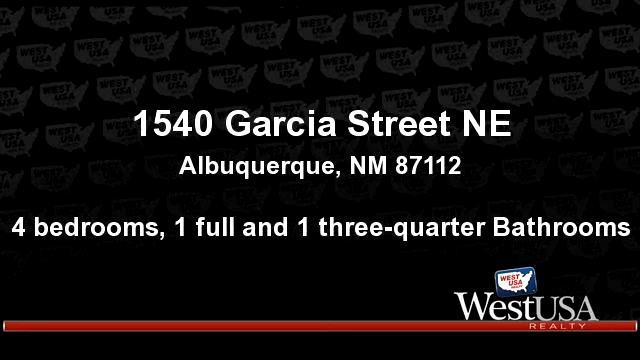 1540 Garcia Street NE
Albuquerque, NM 87112
4 bedrooms, 1 full and 1 three-quarter Bathrooms
WEST
USA
WestUSA
REALTY